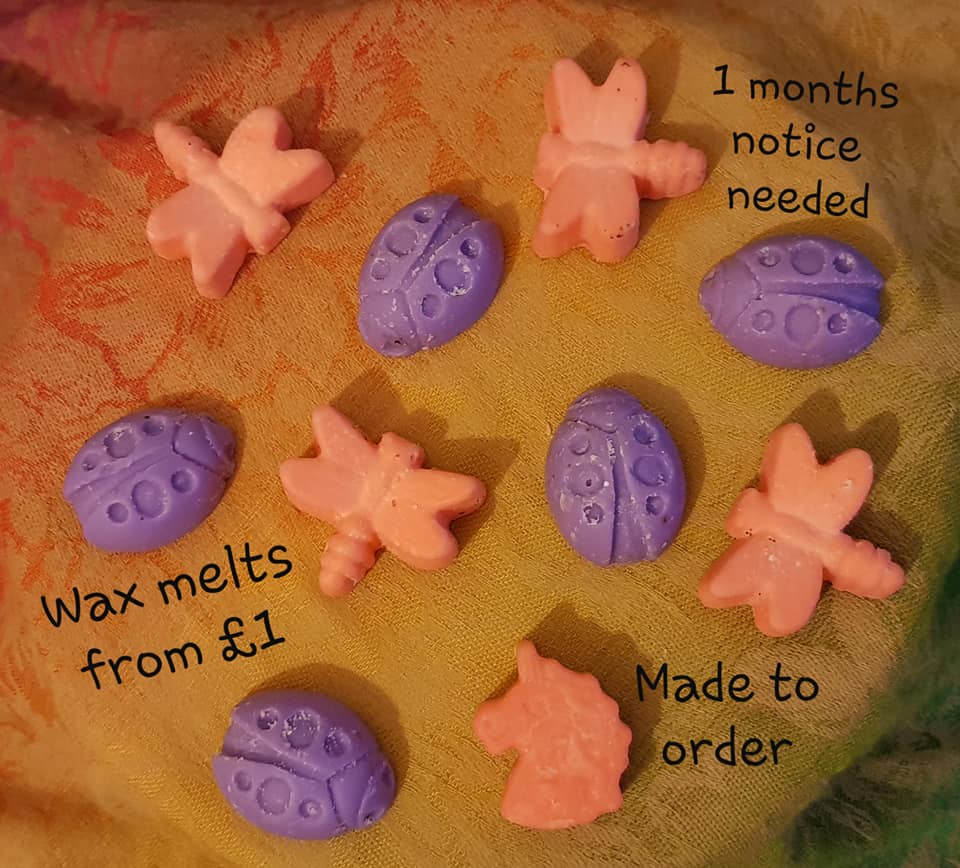 1 months
notice
needed
Wax melts
from £1
Made to
order